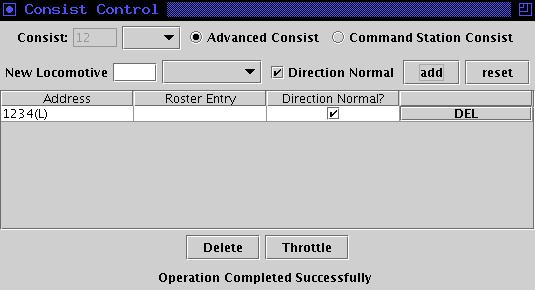 Consist Control
Consist: 12 Advanced Consist Command Station Consist
New Locomotive Direction Normal add reset
Address Roster Entry Direction Normal?
1234(L) DEL
Delete Throttle
Operation Completed Successfully